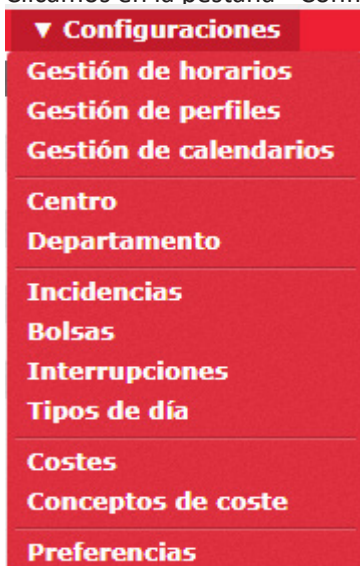 ▼ Configuraciones
Gestión de horarios
Gestión de perfiles
Gestión de calendarios
Centro
Departamento
Incidencias
Bolsas
Interrupciones
Tipos de día
Costes
Conceptos de coste
Preferencias